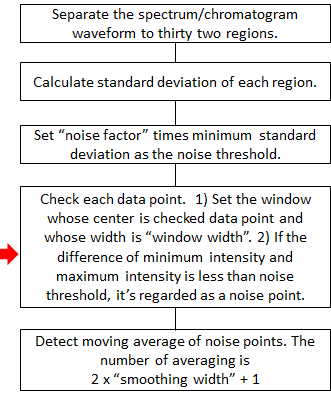 Separate the spectrum/chromatogram
waveform to thirty two regions.
Calculate standard deviation of each region.
Set “noise factor” times minimum standard
deviation as the noise threshold.
Check each data point. 1) Set the window
whose center is checked data point and
whose width is “window width”. 2) If the
difference of minimum intensity and
maximum intensity is less than noise
threshold, it’s regarded as a noise point.
Detect moving average of noise points. The
number of averaging is
2 x “smoothing width” + 1